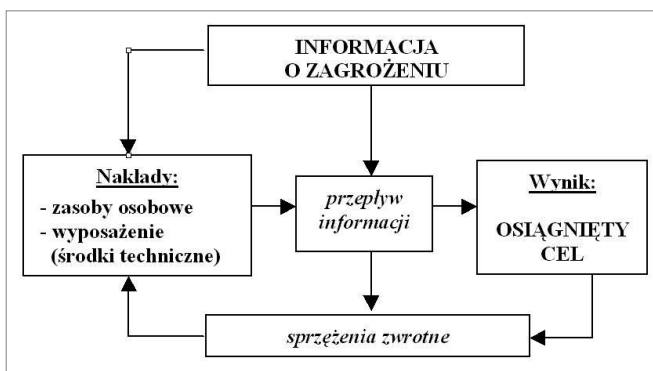 INFORMACJA
O ZAGROŻENIU
Nakłady:
- zasoby osobowe
- wyposażenie
(środki techniczne)
przepływ
informacji
Wynik:
OSIĄGNIĘTY
CEL
sprzężenia zwrotne